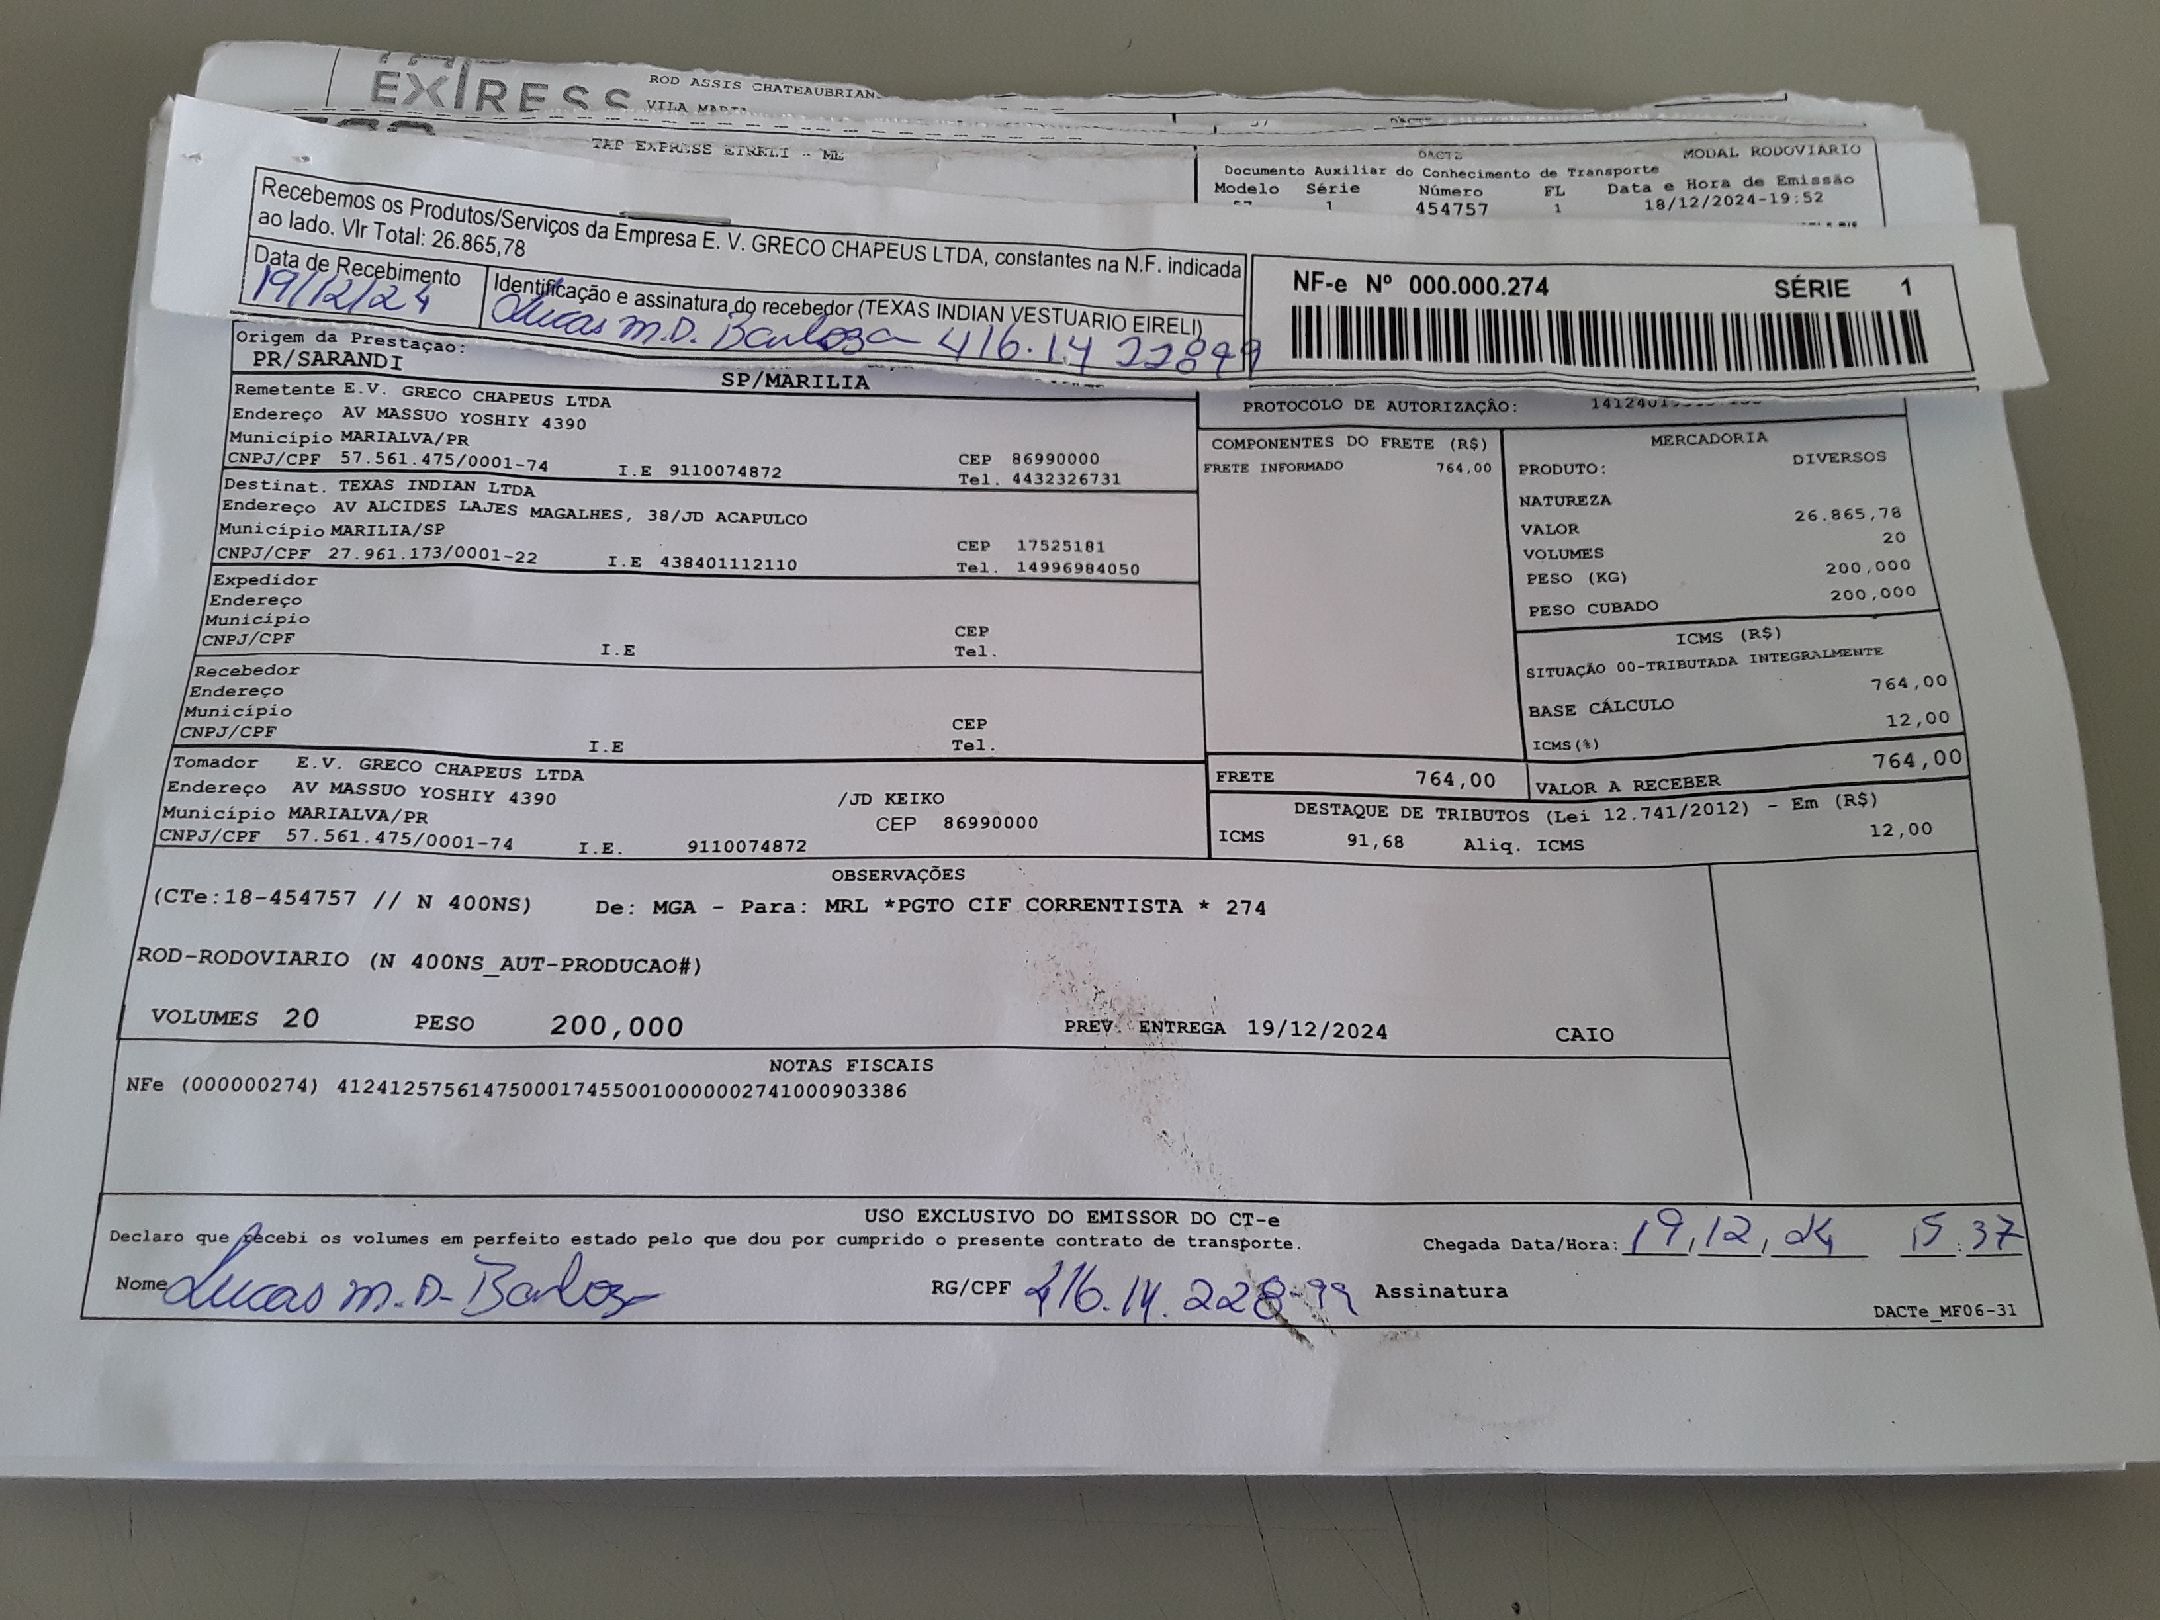 EXPRESS
ROD ASSIS CHATEAUBRIAN
VILA MARIA
TAP EXPRESS EIRELI - ME
DACTE
MODAL RODOVIÁRIO
Documento Auxiliar do Conhecimento de Transporte
Modelo Série Número FL Data e Hora de Emissão
57 1 454757 1 18/12/2024-19:52
Recebemos os Produtos/Serviços da Empresa E. V. GRECO CHAPEUS LTDA, constantes na N.F. indicada
ao lado. Vlr Total: 26.865,78
Data de Recebimento
19/12/24
Identificação e assinatura do recebedor (TEXAS INDIAN VESTUARIO EIRELI)
Lucas M.D. Barboza 416.14 22899
NF-e Nº 000.000.274 SÉRIE 1
Origem da Prestação:
PR/SARANDI
SP/MARILIA
PROTOCOLO DE AUTORIZAÇÃO:
Remetente E.V. GRECO CHAPEUS LTDA
Endereço AV MASSUO YOSHIY 4390
Município MARIALVA/PR
CEP 86990000
CNPJ/CPF 57.561.475/0001-74 I.E 9110074872 Tel. 4432326731
Destinat. TEXAS INDIAN LTDA
Endereço AV ALCIDES LAJES MAGALHES, 38/JD ACAPULCO
Município MARILIA/SP
CEP 17525181
CNPJ/CPF 27.961.173/0001-22 I.E 438401112110 Tel. 14996984050
Expedidor
Endereço
Município
CEP
CNPJ/CPF I.E Tel.
Recebedor
Endereço
Município
CEP
CNPJ/CPF I.E Tel.
Tomador E.V. GRECO CHAPEUS LTDA
Endereço AV MASSUO YOSHIY 4390 /JD KEIKO
Município MARIALVA/PR CEP 86990000
CNPJ/CPF 57.561.475/0001-74 I.E. 9110074872
COMPONENTES DO FRETE (R$)
FRETE INFORMADO 764,00
MERCADORIA
PRODUTO: DIVERSOS
NATUREZA
VALOR 26.865,78
VOLUMES 20
PESO (KG) 200,000
PESO CUBADO 200,000
ICMS (R$)
SITUAÇÃO 00-TRIBUTADA INTEGRALMENTE
BASE CÁLCULO 764,00
ICMS(%) 12,00
FRETE 764,00
VALOR A RECEBER 764,00
DESTAQUE DE TRIBUTOS (Lei 12.741/2012) - Em (R$)
ICMS 91,68 Aliq. ICMS 12,00
OBSERVAÇÕES
(CTe:18-454757 // N 400NS) De: MGA - Para: MRL *PGTO CIF CORRENTISTA * 274
ROD-RODOVIARIO (N 400NS_AUT-PRODUCAO#)
VOLUMES 20 PESO 200,000 PREV. ENTREGA 19/12/2024 CAIO
NOTAS FISCAIS
NFe (000000274) 41241257561475000174550010000002741000903386
USO EXCLUSIVO DO EMISSOR DO CT-e
Declaro que recebi os volumes em perfeito estado pelo que dou por cumprido o presente contrato de transporte.
Chegada Data/Hora: 19,12,24 15:37
Nome Lucas M.D. Barboza RG/CPF 416.14.228-99 Assinatura
DACTe_MF06-31